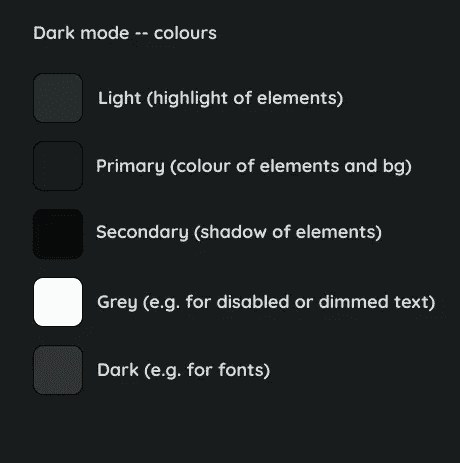 Dark mode -- colours
Light (highlight of elements)
Primary (colour of elements and bg)
Secondary (shadow of elements)
Grey (e.g. for disabled or dimmed text)
Dark (e.g. for fonts)